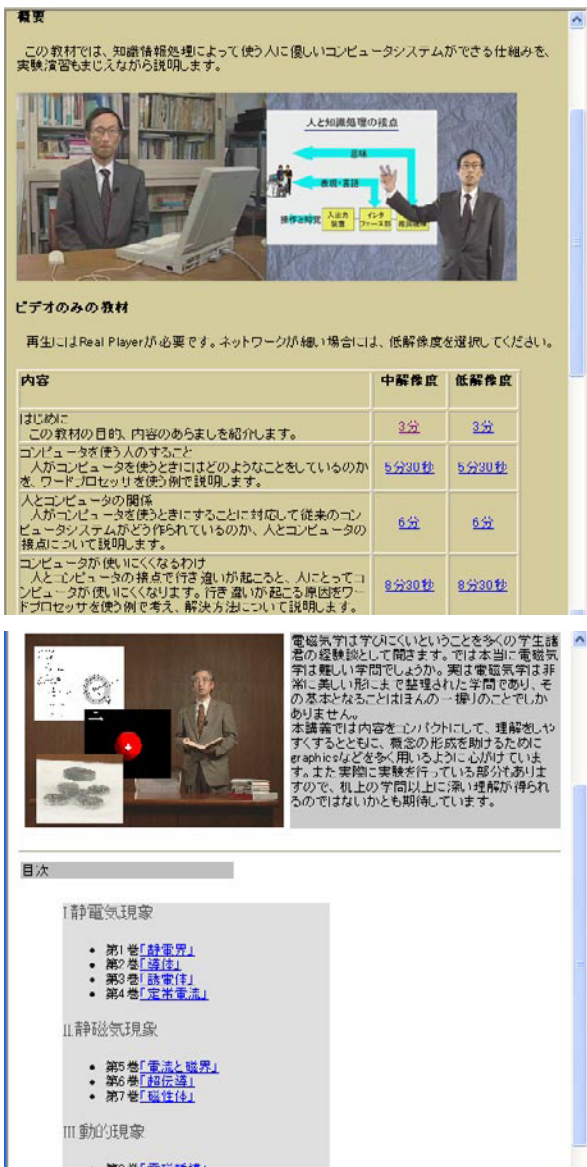 概要
この教材では、知識情報処理によって使う人に優しいコンピュータシステムができる仕組みを、
実験演習もまじえながら説明します。
人と知識処理の接点
意味
表現・言語
操作と知覚
入出力
装置
インタ
ファース部
ビデオのみの教材
再生にはReal Playerが必要です。ネットワークが細い場合には、低解像度を選択してください。
内容 中解像度 低解像度
はじめに
この教材の目的、内容のあらましを紹介します。
3分 3分
コンピュータを使う人のすること
人がコンピュータを使うときにはどのようなことをしているのか
を、ワードプロセッサを使う例で説明します。
5分30秒 5分30秒
人とコンピュータの関係
人がコンピュータを使うときにすることに対応して従来のコン
ピュータシステムがどう作られているのか、人とコンピュータの
接点について説明します。
6分 6分
コンピュータが使いにくくなるわけ
人とコンピュータの接点で行き違いが起こると、人にとってコ
ンピュータが使いにくくなります。行き違いが起こる原因をワー
ドプロセッサを使う例で考え、解決方法について説明します。
8分30秒 8分30秒
電磁気学は学びにくいということを多くの学生諸
君の経験談として聞きます。では本当に電磁気
学は難しい学問でしょうか。実は電磁気学は非
常に美しい形にまで整理された学問であり、そ
の基本となることはほんの一握りのことでしか
ありません。
本講義では内容をコンパクトにして、理解をしや
すくするとともに、概念の形成を助けるために
graphicsなどを多く用いるように心がけていま
す。また実際に実験を行っている部分もありま
すので、机上の学問以上に深い理解が得られ
るのではないかとも期待しています。
目次
I 静電気現象
• 第1巻「静電界」
• 第2巻「導体」
• 第3巻「誘電体」
• 第4巻「定常電流」
II 静磁気現象
• 第5巻「電流と磁界」
• 第6巻「超伝導」
• 第7巻「磁性体」
III 動的現象